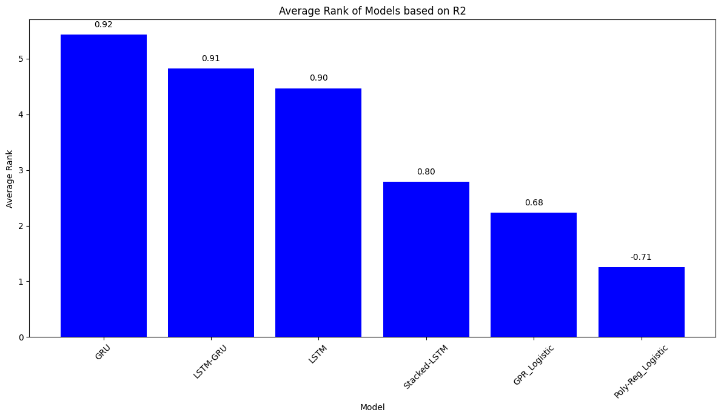 Average Rank of Models based on R2
0.92
0.91
0.90
0.80
0.68
-0.71
Average Rank
5
4
3
2
1
0
GRU
LSTM-GRU
LSTM
Stacked-LSTM
GPR_Logistic
Poly-Reg_Logistic
Model